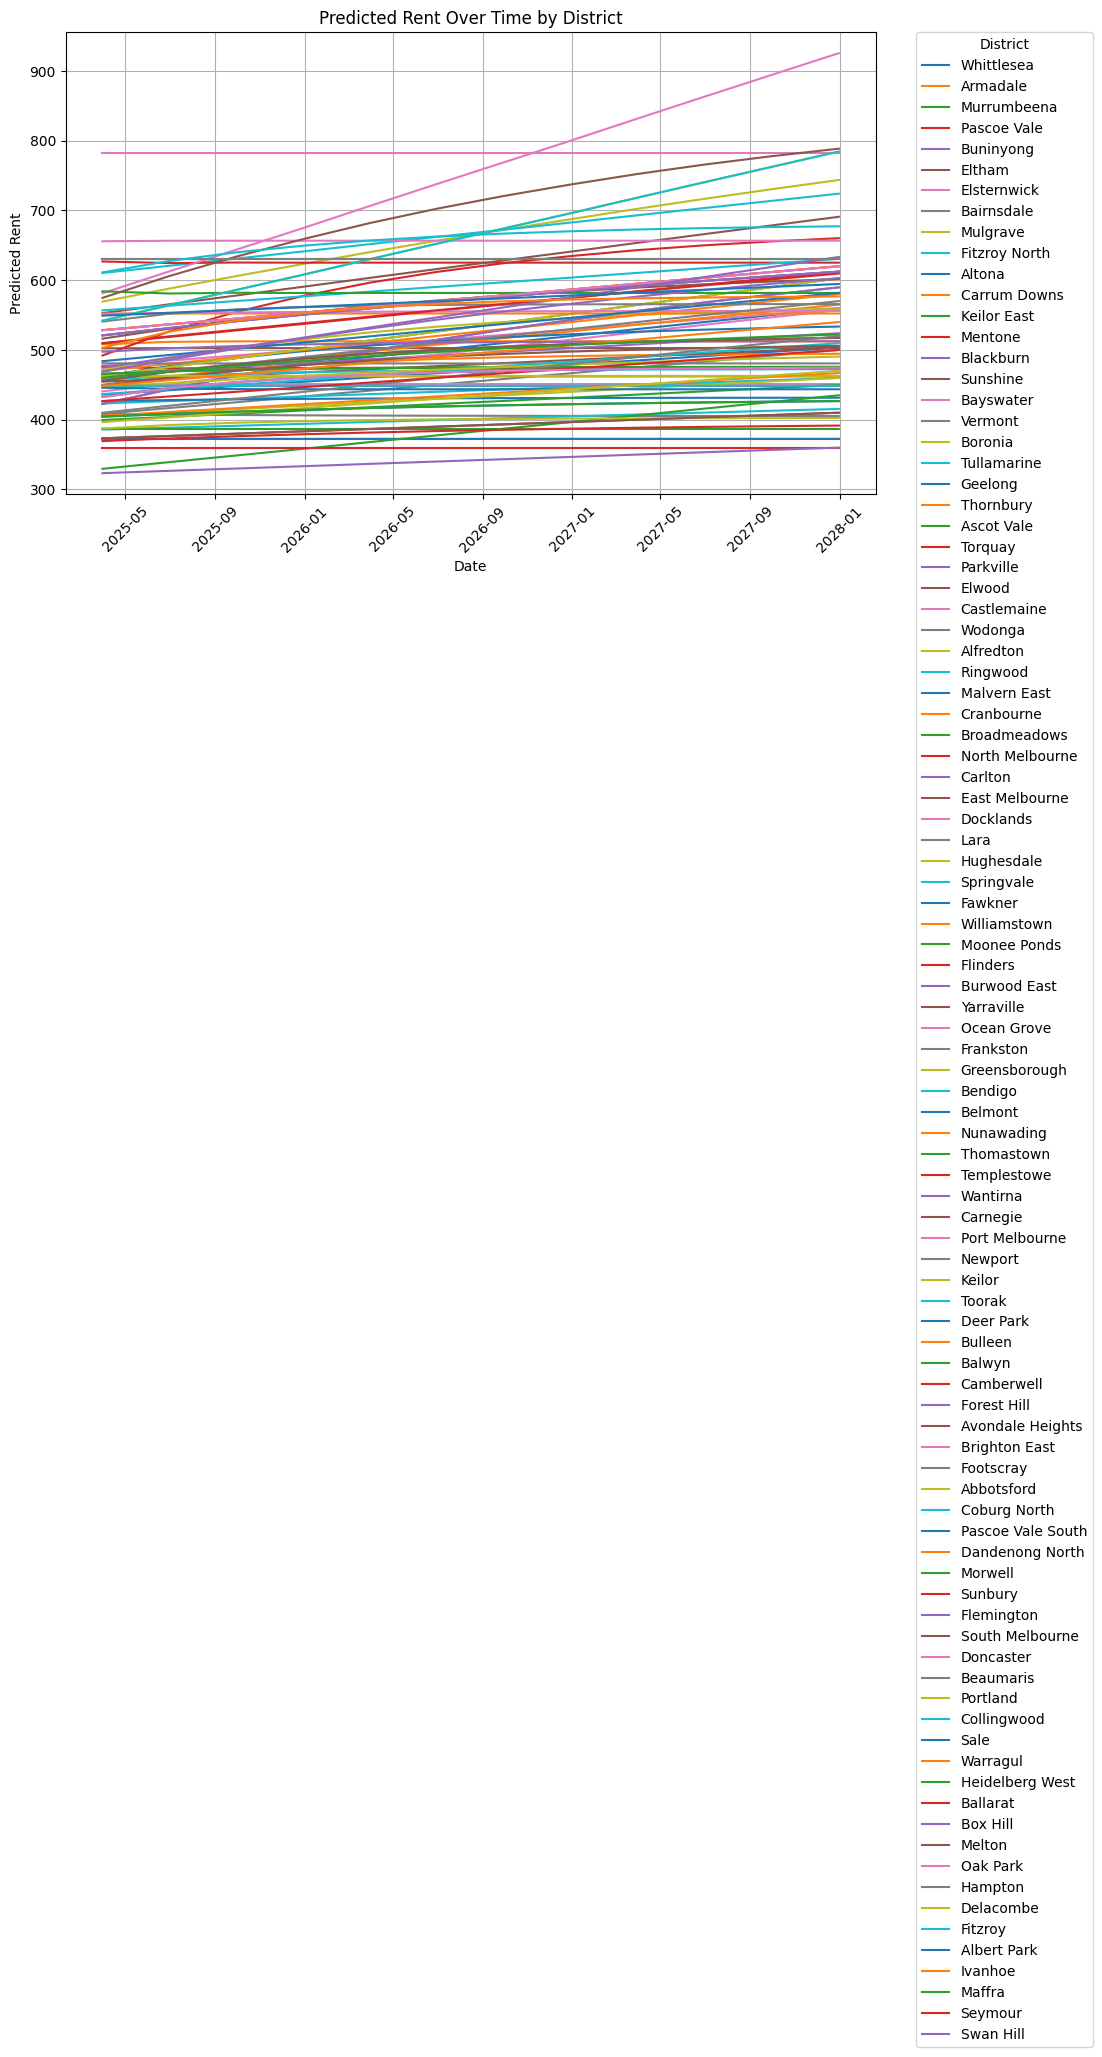 Predicted Rent Over Time by District
900
800
700
600
500
400
300
Predicted Rent
2025-05
2025-09
2026-01
2026-05
2026-09
2027-01
2027-05
2027-09
2028-01
Date
District
Whittlesea
Armadale
Murrumbeena
Pascoe Vale
Buninyong
Eltham
Elsternwick
Bairnsdale
Mulgrave
Fitzroy North
Altona
Carrum Downs
Keilor East
Mentone
Blackburn
Sunshine
Bayswater
Vermont
Boronia
Tullamarine
Geelong
Thornbury
Ascot Vale
Torquay
Parkville
Elwood
Castlemaine
Wodonga
Alfredton
Ringwood
Malvern East
Cranbourne
Broadmeadows
North Melbourne
Carlton
East Melbourne
Docklands
Lara
Hughesdale
Springvale
Fawkner
Williamstown
Moonee Ponds
Flinders
Burwood East
Yarraville
Ocean Grove
Frankston
Greensborough
Bendigo
Belmont
Nunawading
Thomastown
Templestowe
Wantirna
Carnegie
Port Melbourne
Newport
Keilor
Toorak
Deer Park
Bulleen
Balwyn
Camberwell
Forest Hill
Avondale Heights
Brighton East
Footscray
Abbotsford
Coburg North
Pascoe Vale South
Dandenong North
Morwell
Sunbury
Flemington
South Melbourne
Doncaster
Beaumaris
Portland
Collingwood
Sale
Warragul
Heidelberg West
Ballarat
Box Hill
Melton
Oak Park
Hampton
Delacombe
Fitzroy
Albert Park
Ivanhoe
Maffra
Seymour
Swan Hill